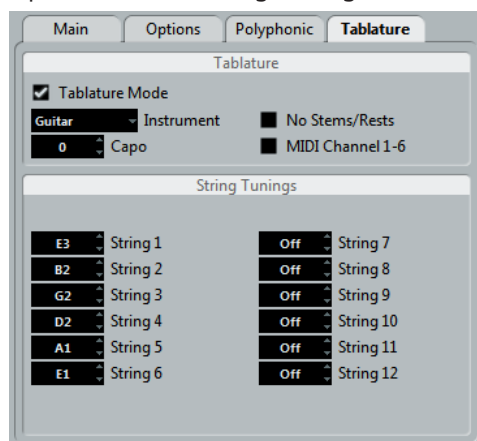 Main Options Polyphonic Tablature
Tablature
Tablature Mode
Guitar Instrument No Stems/Rests
0 Capo MIDI Channel 1-6
String Tunings
E3 String 1 Off String 7
B2 String 2 Off String 8
G2 String 3 Off String 9
D2 String 4 Off String 10
A1 String 5 Off String 11
E1 String 6 Off String 12